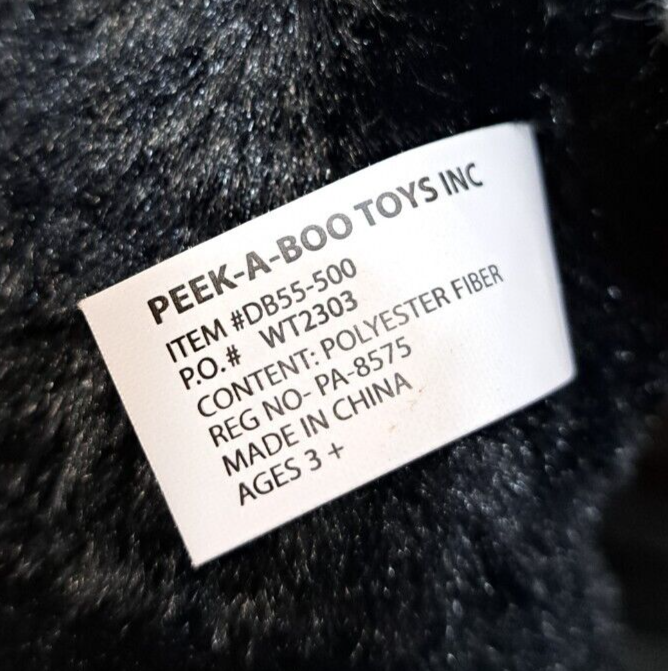 PEEK-A-BOO TOYS INC
ITEM #DB55-500
P.O.# WT2303
CONTENT: POLYESTER FIBER
REG NO- PA-8575
MADE IN CHINA
AGES 3 +